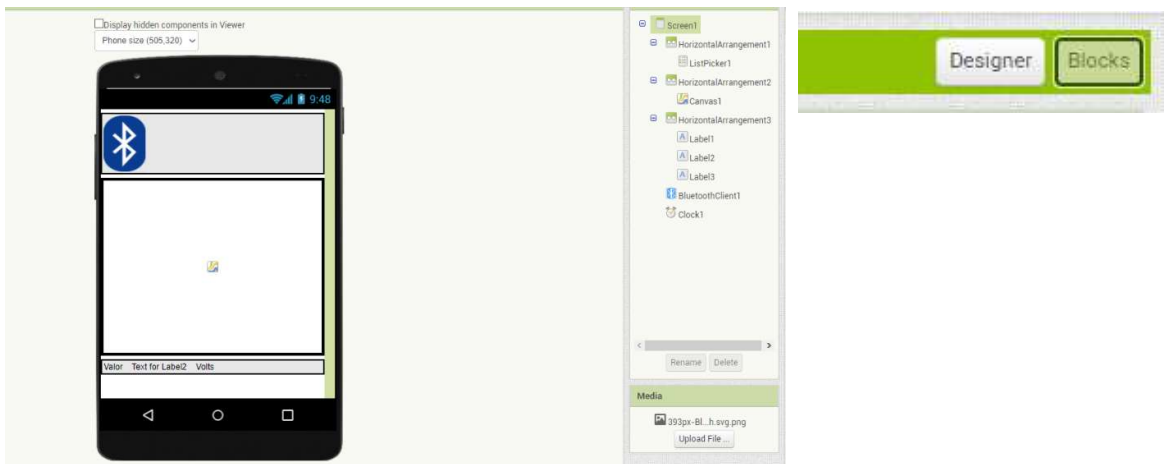 Display hidden components in Viewer
Phone size (505,320)
9:48
Valor Text for Label2 Volts
Screen1
HorizontalArrangement1
ListPicker1
HorizontalArrangement2
Canvas1
HorizontalArrangement3
Label1
Label2
Label3
BluetoothClient1
Clock1
Rename Delete
Media
393px-Bl...h.svg.png
Upload File ...
Designer Blocks